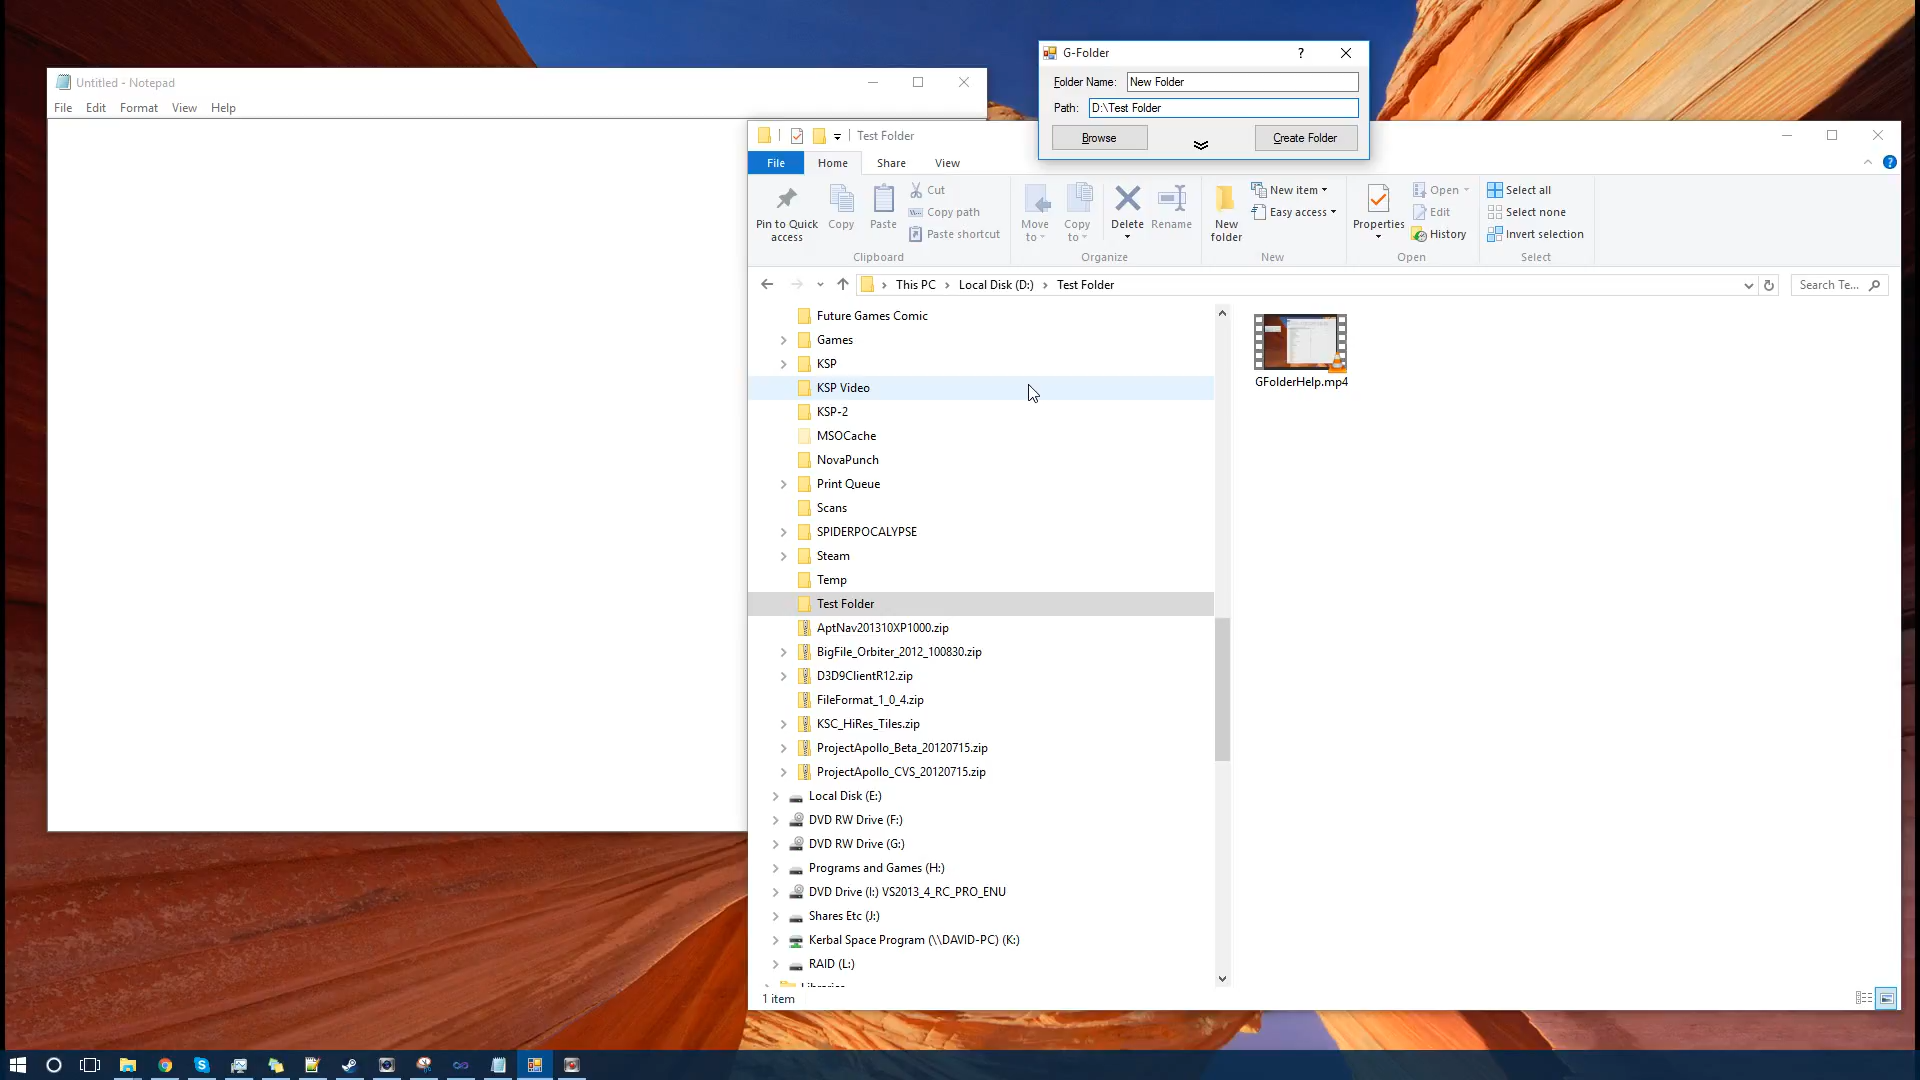 Untitled - Notepad
File Edit Format View Help
G-Folder
?
Folder Name: New Folder
Path: D:\Test Folder
Browse
Create Folder
Test Folder
File Home Share View
Pin to Quick access
Copy
Paste
Cut
Copy path
Paste shortcut
Clipboard
Move to
Copy to
Delete
Rename
Organize
New folder
New item
Easy access
New
Properties
Open
Edit
History
Open
Select all
Select none
Invert selection
Select
This PC Local Disk (D:) Test Folder
Search Te...
Future Games Comic
Games
KSP
KSP Video
KSP-2
MSOCache
NovaPunch
Print Queue
Scans
SPIDERPOCALYPSE
Steam
Temp
Test Folder
AptNav201310XP1000.zip
BigFile_Orbiter_2012_100830.zip
D3D9ClientR12.zip
FileFormat_1_0_4.zip
KSC_HiRes_Tiles.zip
ProjectApollo_Beta_20120715.zip
ProjectApollo_CVS_20120715.zip
Local Disk (E:)
DVD RW Drive (F:)
DVD RW Drive (G:)
Programs and Games (H:)
DVD Drive (I:) VS2013_4_RC_PRO_ENU
Shares Etc (J:)
Kerbal Space Program (\\DAVID-PC) (K:)
RAID (L:)
GFolderHelp.mp4
1 item